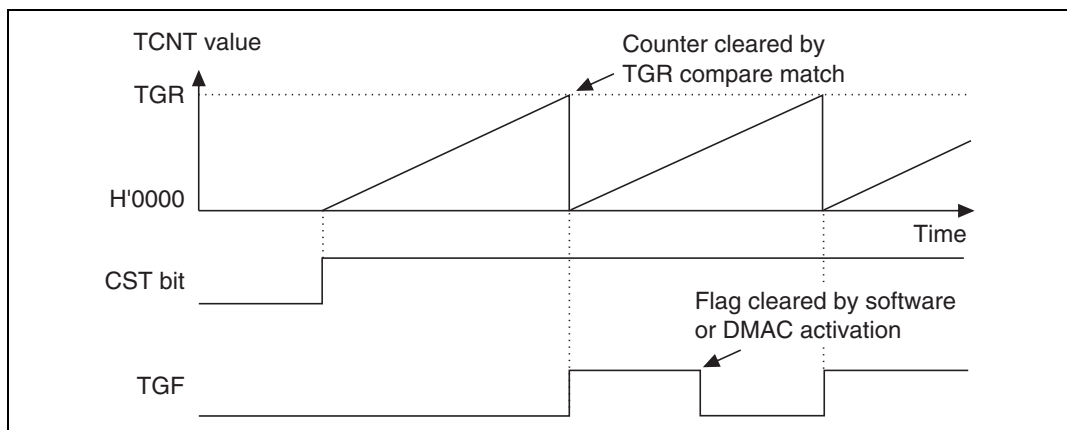 TCNT value
Counter cleared by
TGR compare match
TGR
H'0000
Time
CST bit
Flag cleared by software
or DMAC activation
TGF